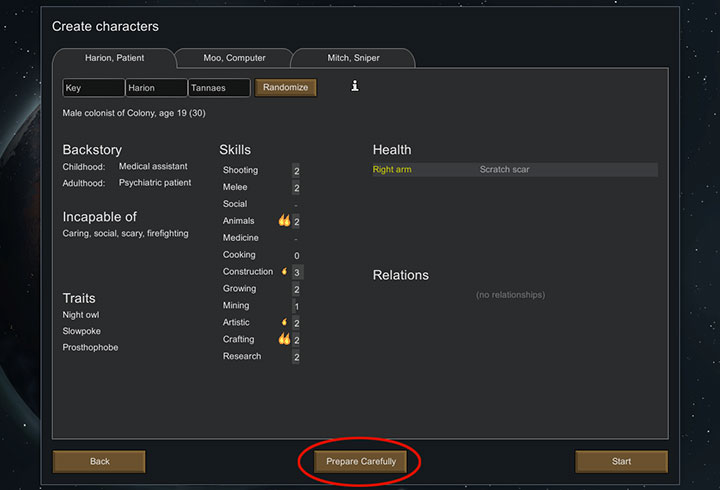 Create characters
Harion, Patient
Moo, Computer
Mitch, Sniper
Key
Harion
Tannaes
Randomize
i
Male colonist of Colony, age 19 (30)
Backstory
Childhood: Medical assistant
Adulthood: Psychiatric patient
Incapable of
Caring, social, scary, firefighting
Traits
Night owl
Slowpoke
Prosthophobe
Skills
Shooting 2
Melee 2
Social -
Animals 2
Medicine -
Cooking 0
Construction 3
Growing 2
Mining 1
Artistic 2
Crafting 2
Research 2
Health
Right arm Scratch scar
Relations
(no relationships)
Back
Prepare Carefully
Start